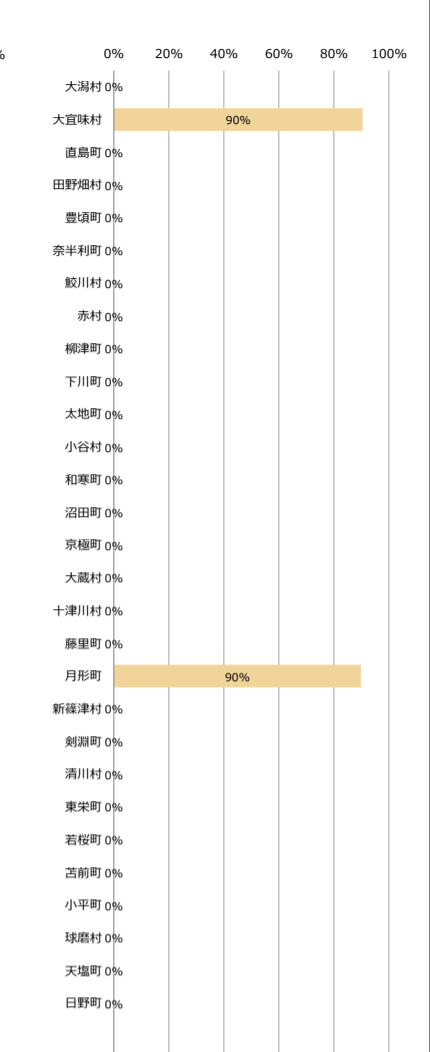 % 0% 20% 40% 60% 80% 100%
大潟村 0%
大宜味村 90%
直島町 0%
田野畑村 0%
豊頃町 0%
奈半利町 0%
鮫川村 0%
赤村 0%
柳津町 0%
下川町 0%
太地町 0%
小谷村 0%
和寒町 0%
沼田町 0%
京極町 0%
大蔵村 0%
十津川村 0%
藤里町 0%
月形町 90%
新篠津村 0%
剣淵町 0%
清川村 0%
東栄町 0%
若桜町 0%
苫前町 0%
小平町 0%
球磨村 0%
天塩町 0%
日野町 0%